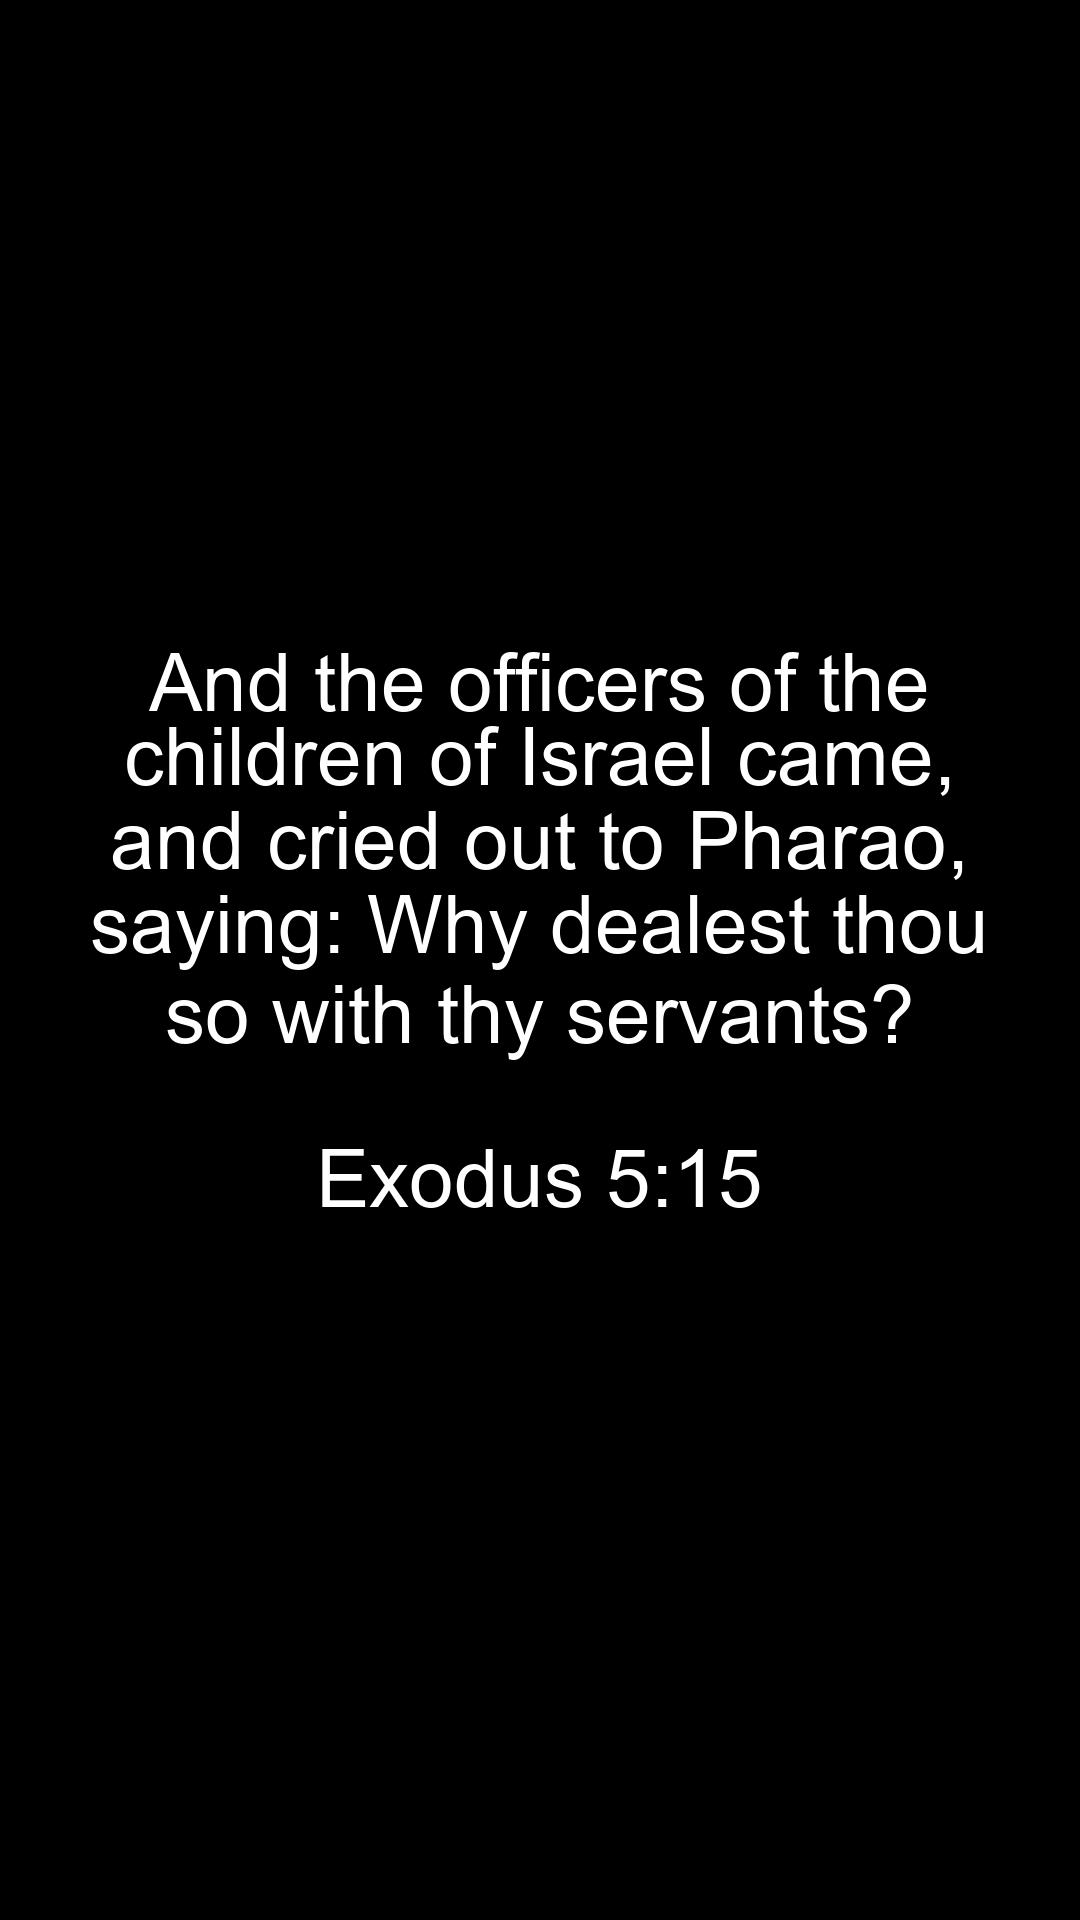 And the officers of the
children of Israel came,
and cried out to Pharao,
saying: Why dealest thou
so with thy servants?
Exodus 5:15